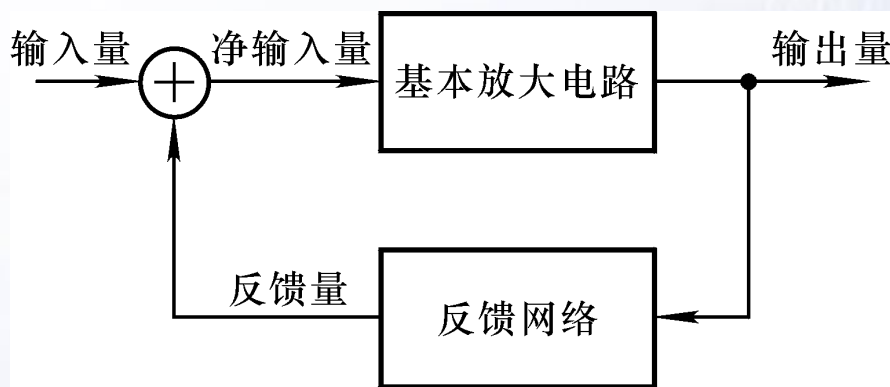 输入量
净输入量
基本放大电路
输出量
反馈量
反馈网络